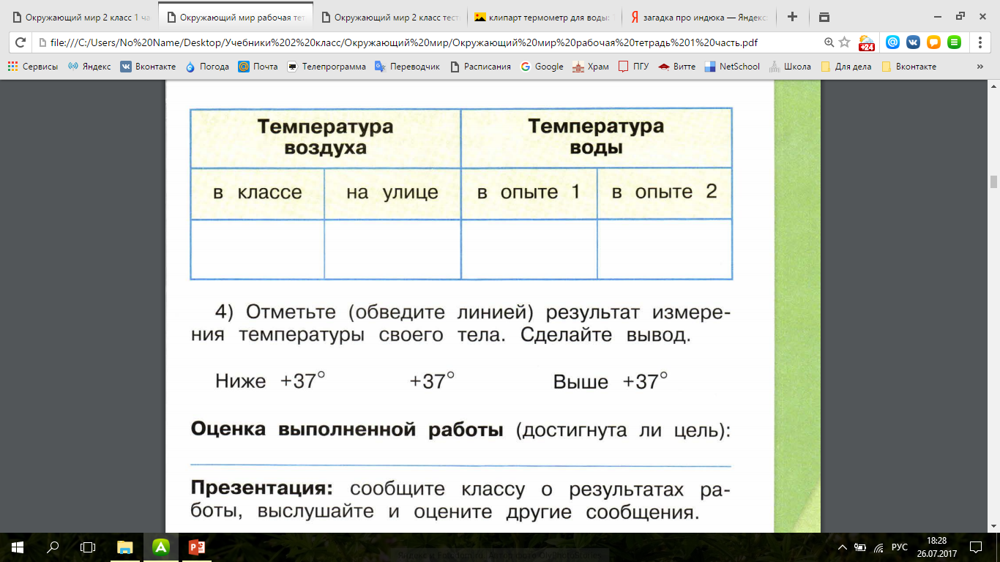 Окружающий мир 2 класс 1 ча
Окружающий мир рабочая тет
Окружающий мир 2 класс тест
клипарт термометр для воды:
загадка про индюка — Яндекс
file:///C:/Users/No%20Name/Desktop/Учебники%202%20класс/Окружающий%20мир/Окружающий%20мир%20рабочая%20тетрадь%201%20часть.pdf
+24
Сервисы Яндекс Вконтакте Погода Почта Телепрограмма Переводчик Расписания Google Храм ПГУ Витте NetSchool Школа Для дела Вконтакте »
Температура воздуха
Температура воды
в классе на улице в опыте 1 в опыте 2
4) Отметьте (обведите линией) результат измере-
ния температуры своего тела. Сделайте вывод.
Ниже +37° +37° Выше +37°
Оценка выполненной работы (достигнута ли цель):
Презентация: сообщите классу о результатах ра-
боты, выслушайте и оцените другие сообщения.
РУС
18:28
26.07.2017